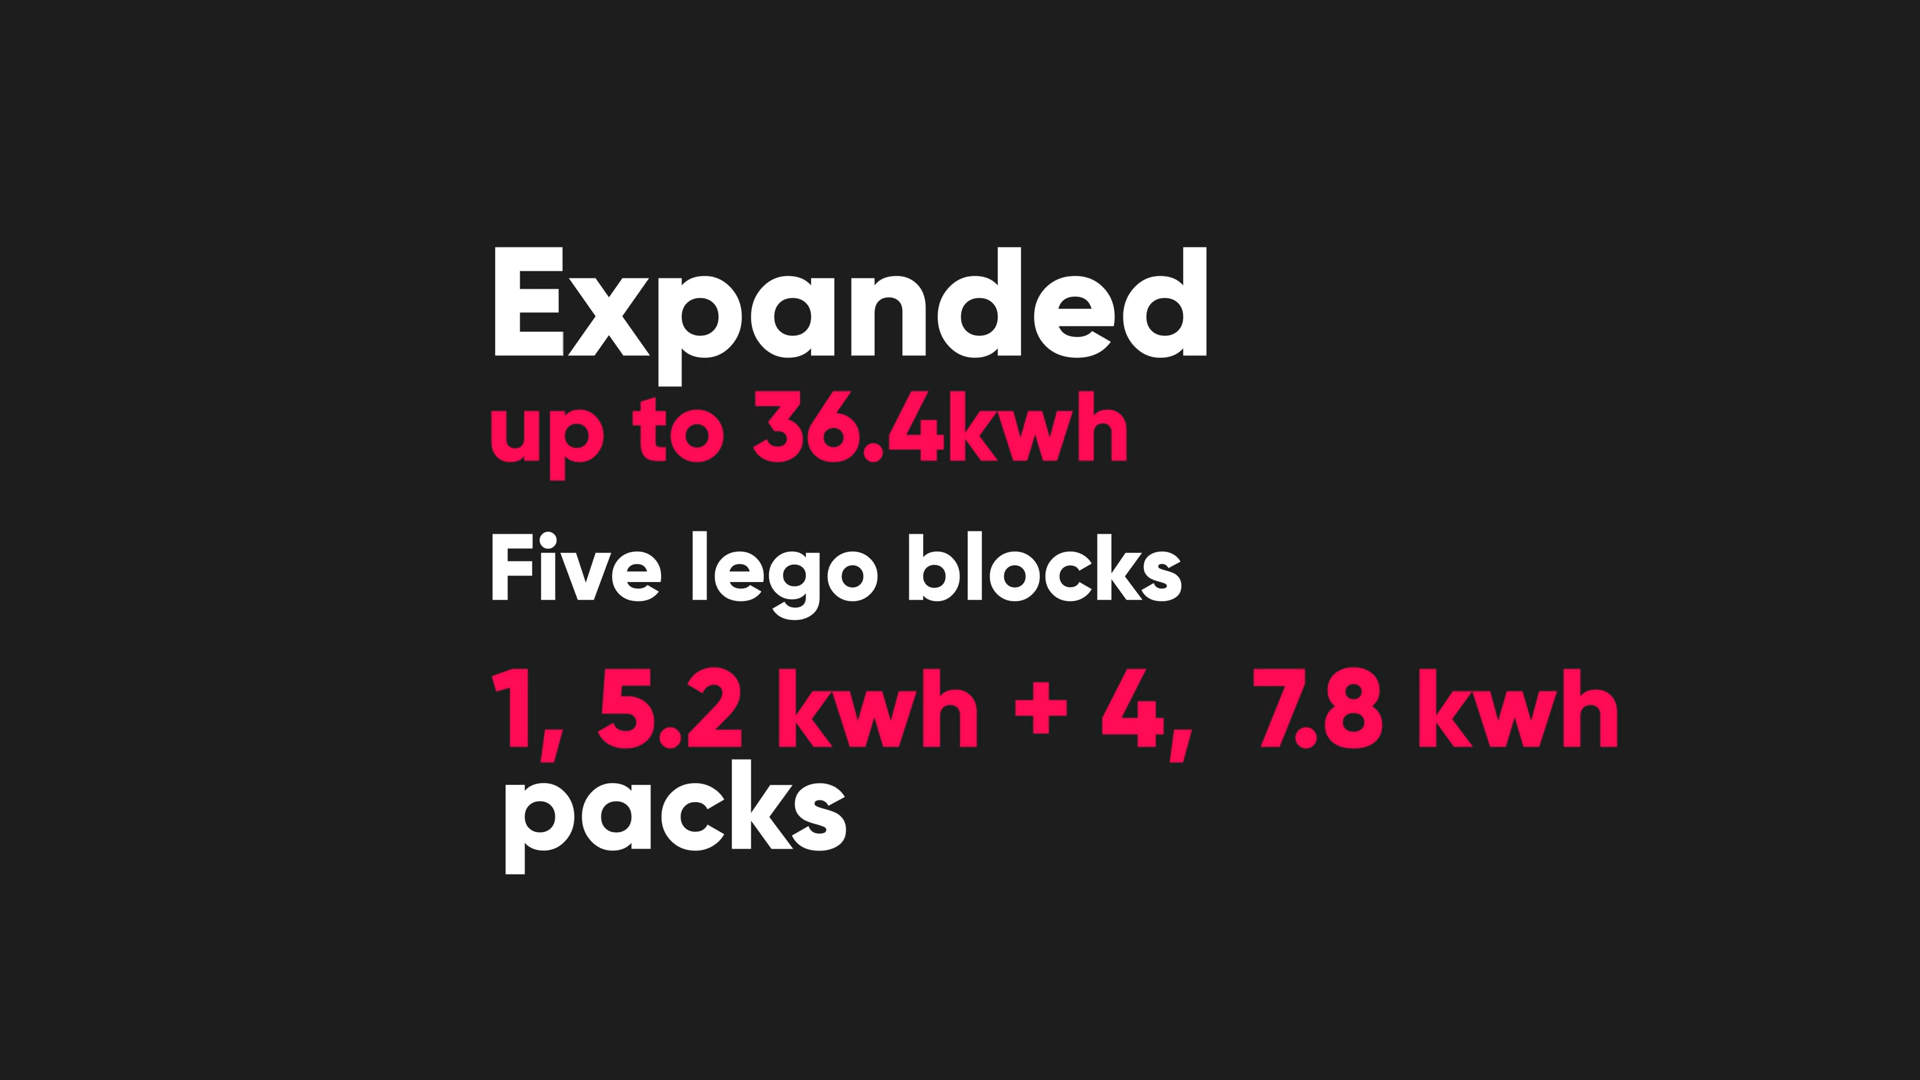 Expanded
up to 36.4kwh
Five lego blocks
1, 5.2 kwh + 4, 7.8 kwh
packs